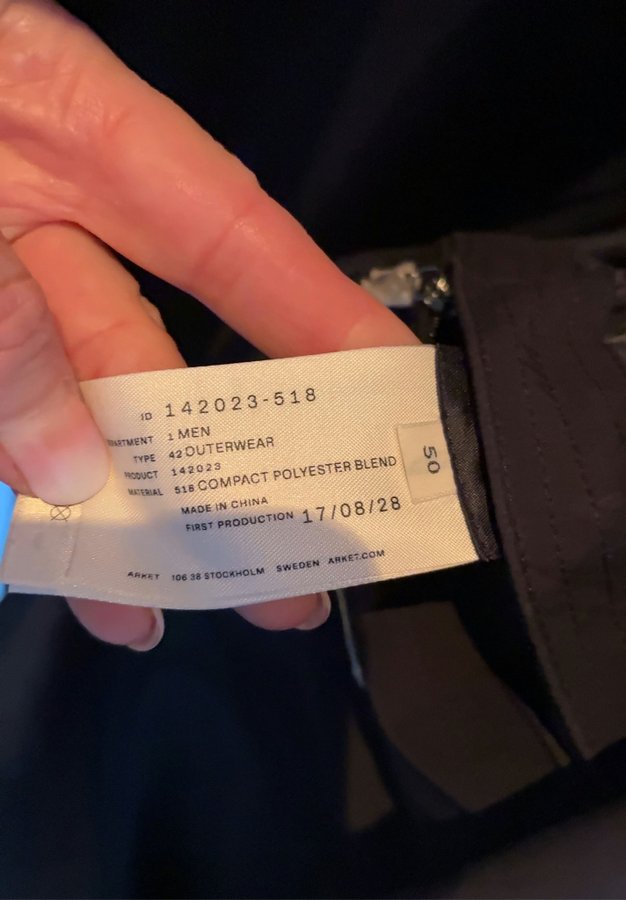 ID 142023-518
ARTMENT 1 MEN
TYPE 42 OUTERWEAR
PRODUCT 142023
MATERIAL 518 COMPACT POLYESTER BLEND
MADE IN CHINA
FIRST PRODUCTION 17/08/28
ARKET 106 38 STOCKHOLM SWEDEN ARKET.COM
50